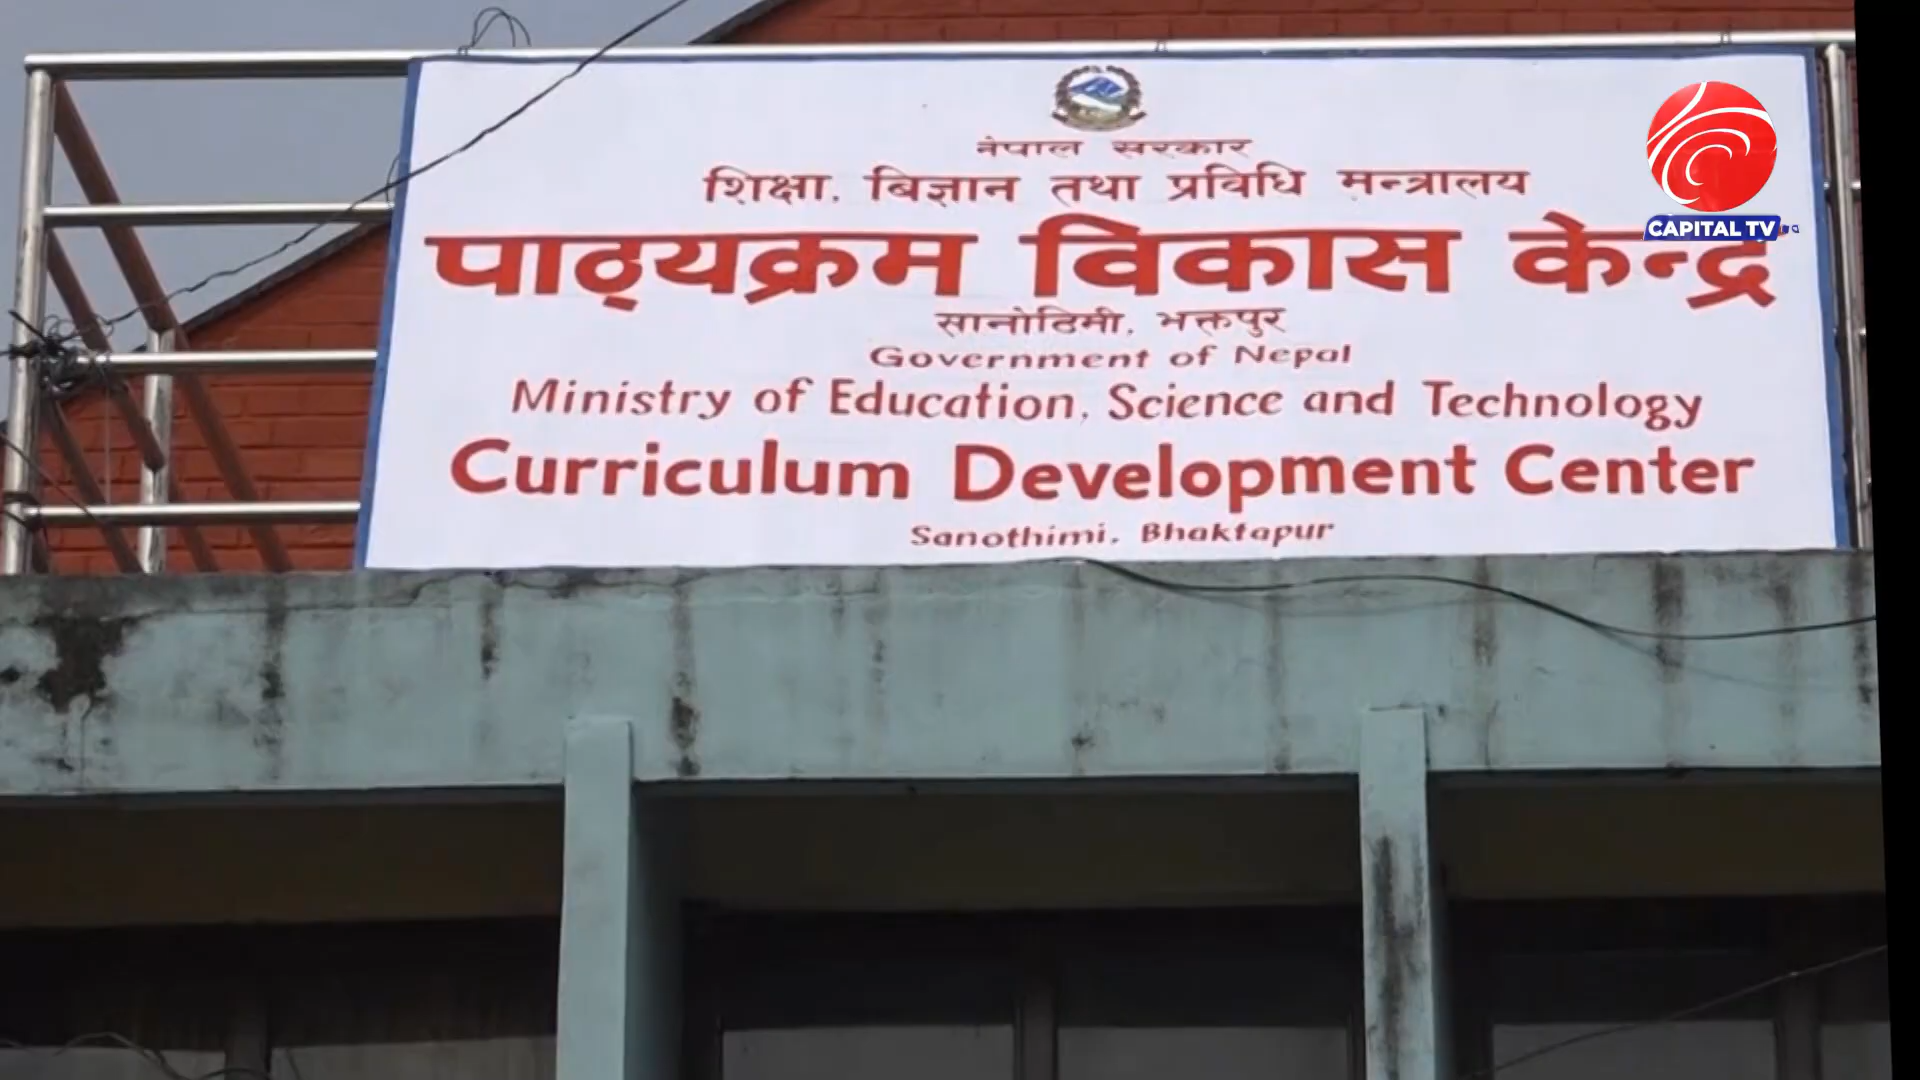 नेपाल सरकार
शिक्षा, बिज्ञान तथा प्रविधि मन्त्रालय
पाठ्यक्रम विकास केन्द्र
सानोठिमी, भक्तपुर
Government of Nepal
Ministry of Education, Science and Technology
Curriculum Development Center
Sanothimi, Bhaktapur
CAPITAL TV